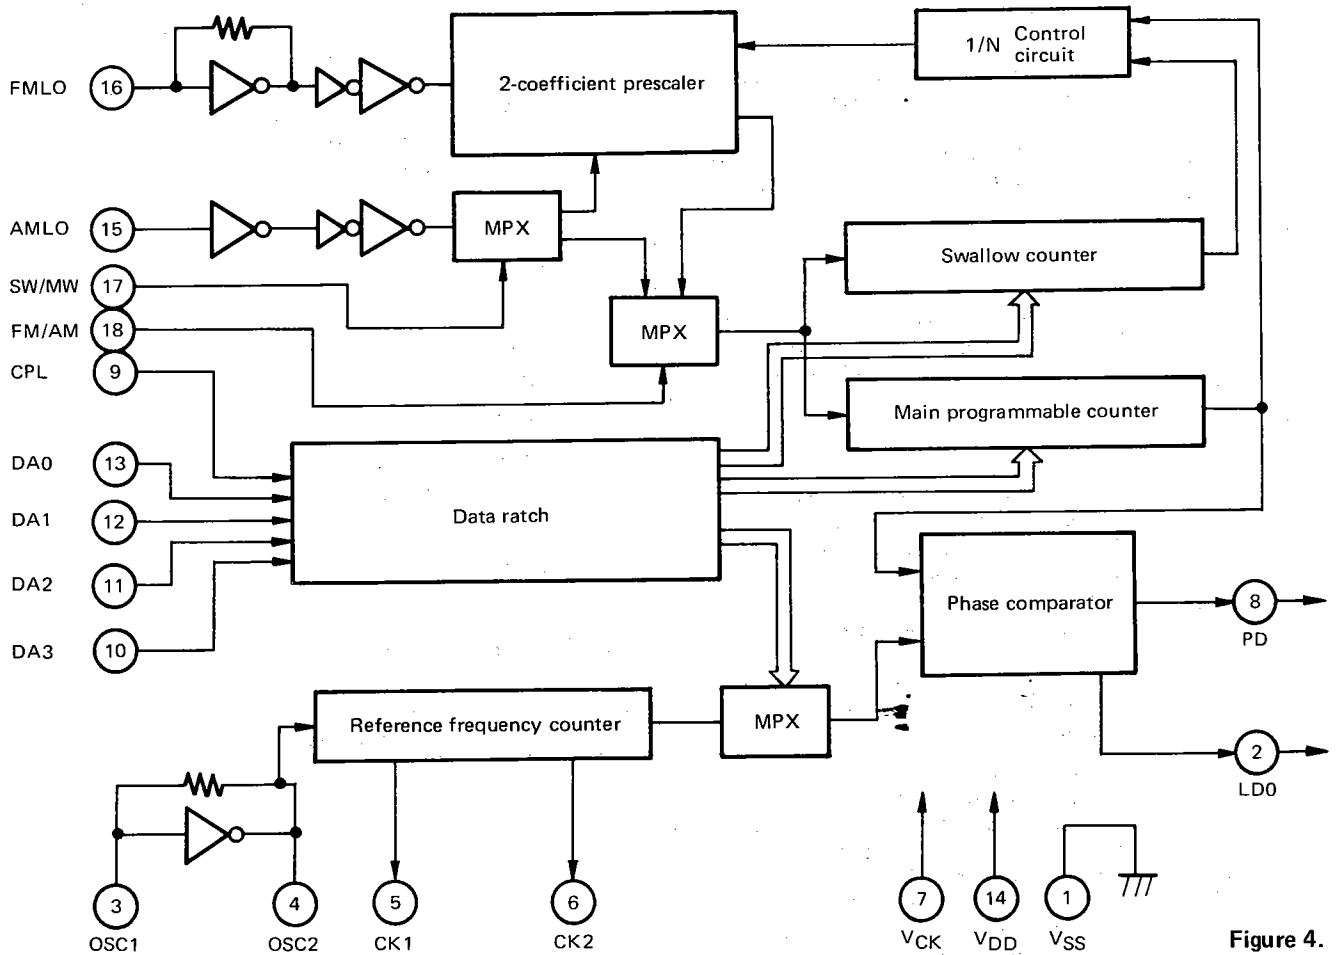 FMLO 16
2-coefficient prescaler
1/N Control circuit
AMLO 15
MPX
Swallow counter
SW/MW 17
FM/AM 18
MPX
CPL 9
Main programmable counter
DA0 13
DA1 12
Data ratch
DA2 11
DA3 10
Phase comparator
8
PD
Reference frequency counter
MPX
2
LD0
3
OSC1
4
OSC2
5
CK1
6
CK2
7
VCK
14
VDD
1
VSS
Figure 4.